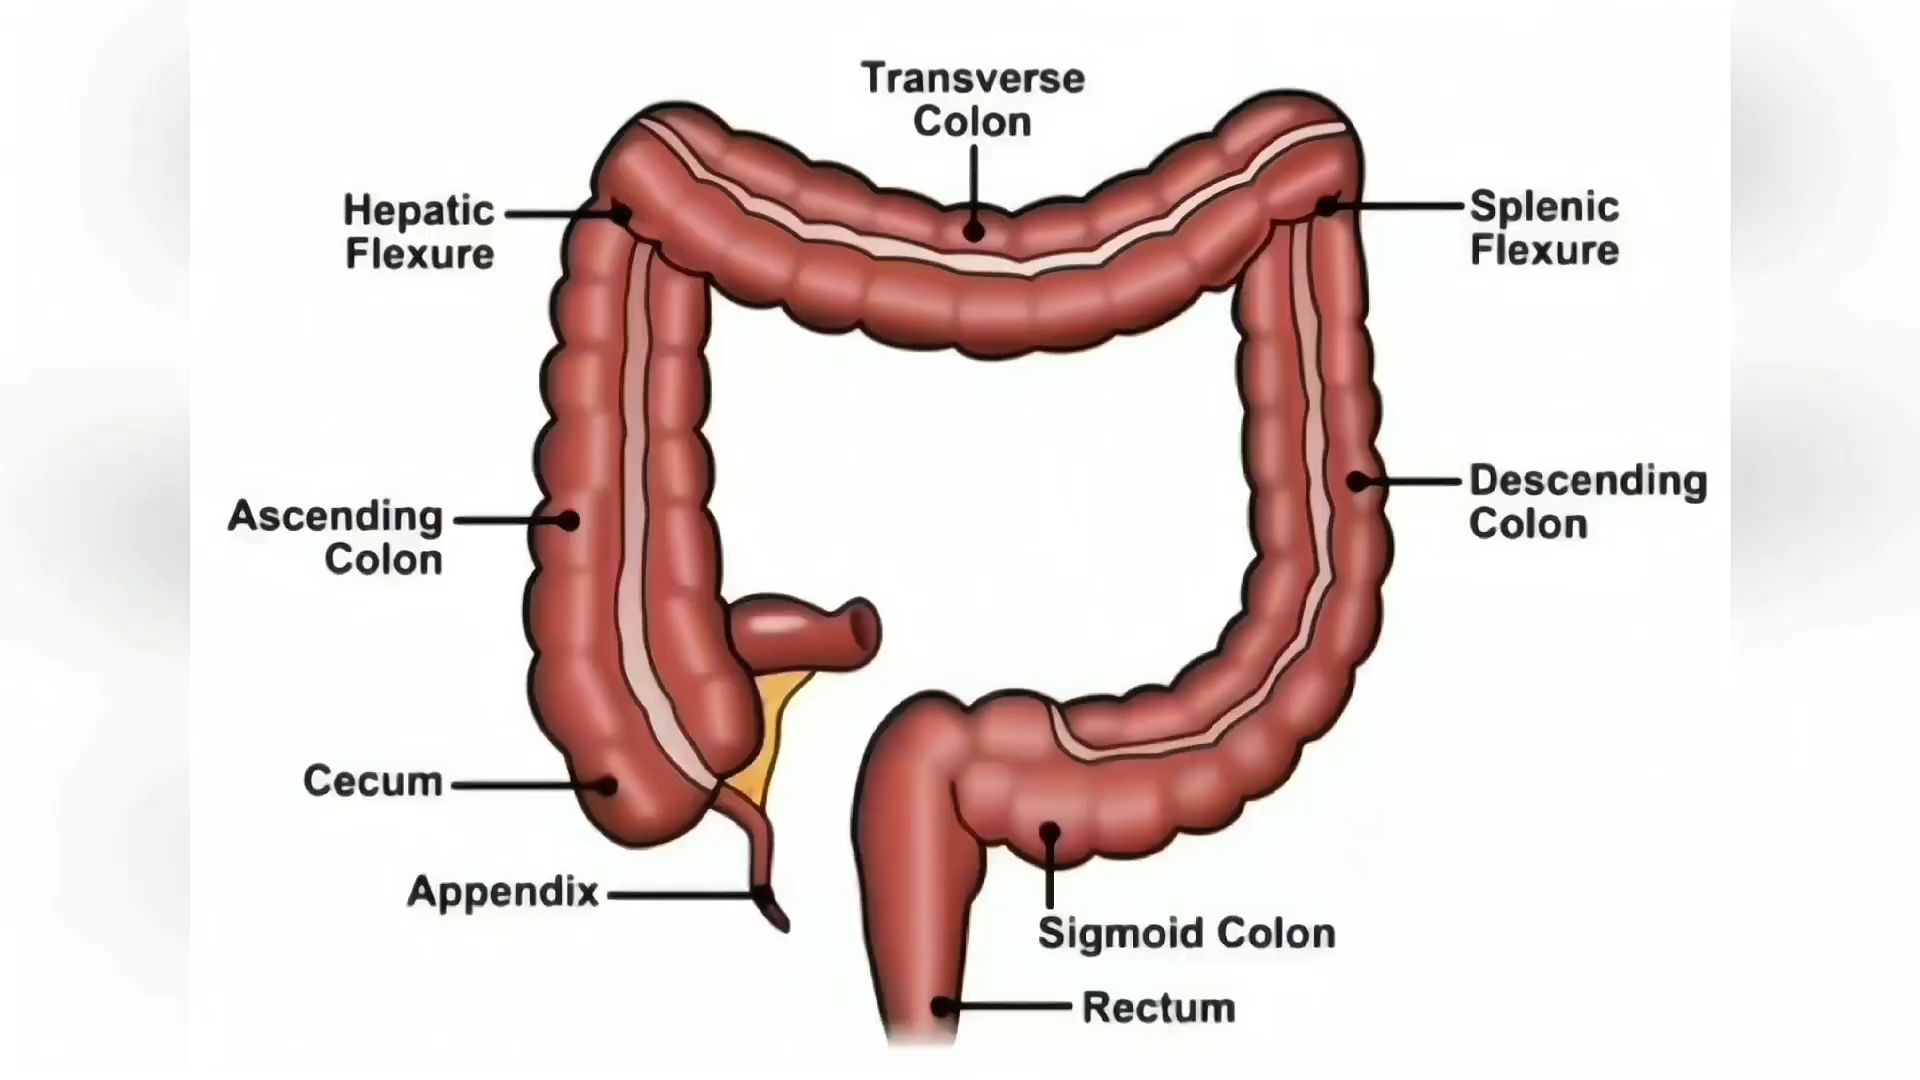 Transverse
Colon
Hepatic
Flexure
Splenic
Flexure
Ascending
Colon
Descending
Colon
Cecum
Appendix
Sigmoid Colon
Rectum